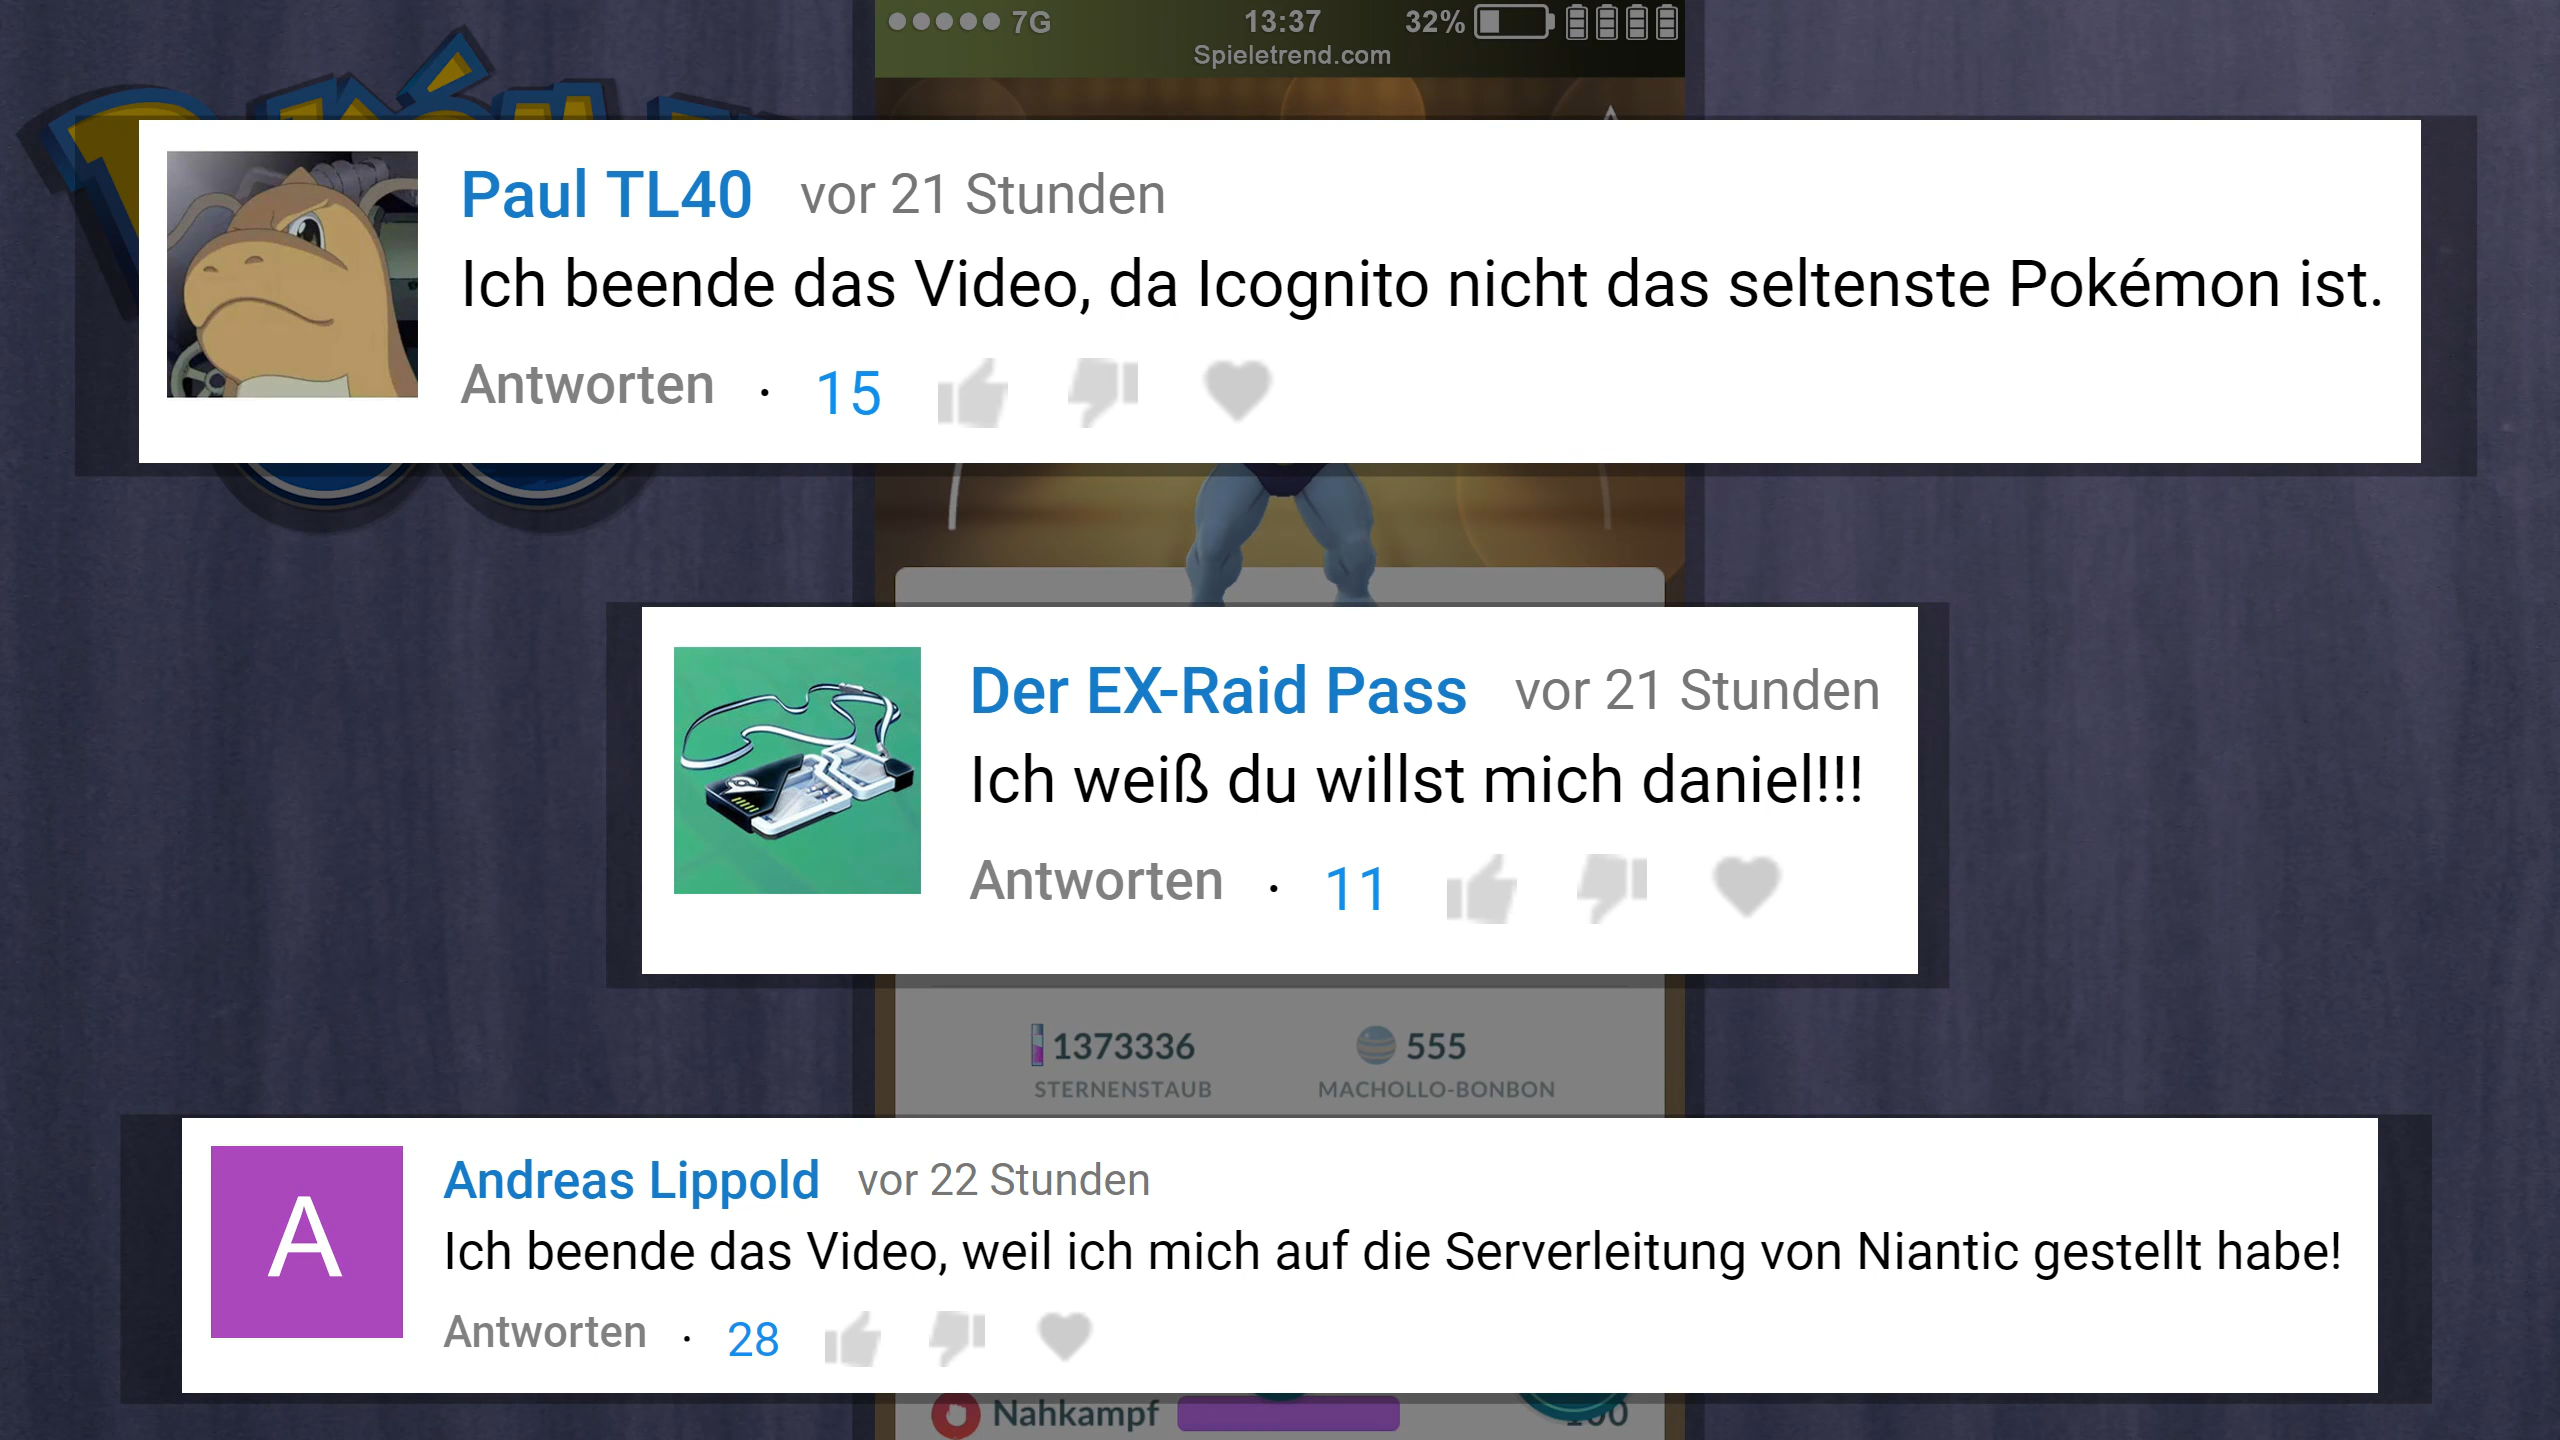 7G 13:37 32%
Spieletrend.com
Paul TL40 vor 21 Stunden
Ich beende das Video, da Icognito nicht das seltenste Pokémon ist.
Antworten · 15
Der EX-Raid Pass vor 21 Stunden
Ich weiß du willst mich daniel!!!
Antworten · 11
1373336 555
STERNENSTAUB MACHOLLO-BONBON
A
Andreas Lippold vor 22 Stunden
Ich beende das Video, weil ich mich auf die Serverleitung von Niantic gestellt habe!
Antworten · 28
Nahkampf 100